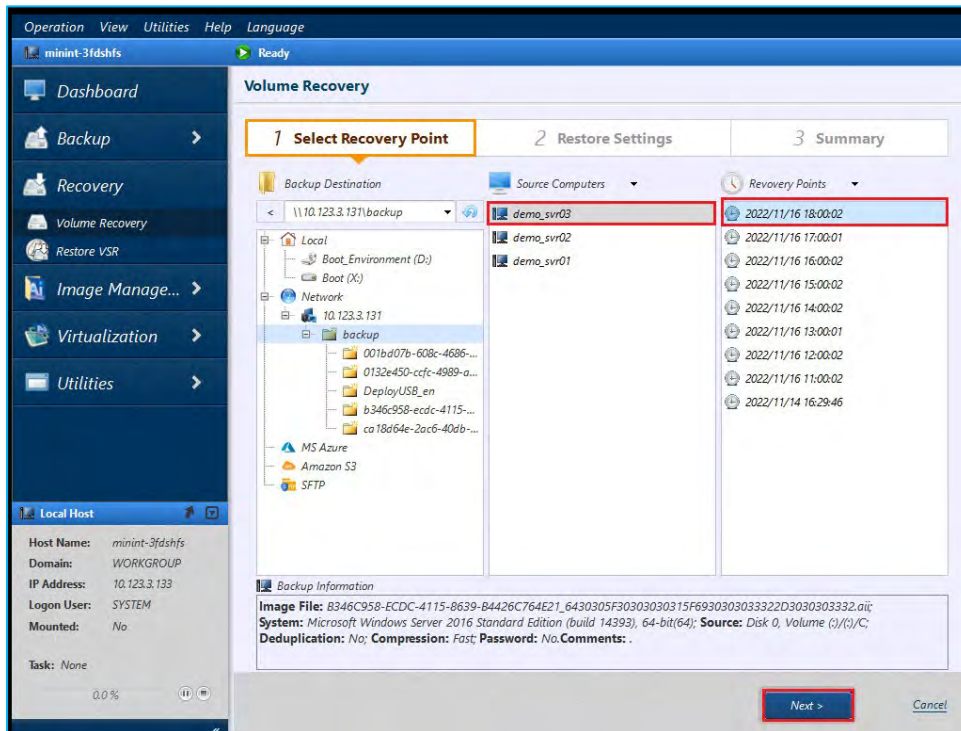 Operation View Utilities Help Language
minint-3fdshfs
Ready
Dashboard
Backup
Recovery
Volume Recovery
Restore VSR
Image Manage...
Virtualization
Utilities
Local Host
Host Name: minint-3fdshfs
Domain: WORKGROUP
IP Address: 10.123.3.133
Logon User: SYSTEM
Mounted: No
Task: None
0.0 %
Volume Recovery
1 Select Recovery Point
2 Restore Settings
3 Summary
Backup Destination
< \\10.123.3.131\backup
Local
Boot_Environment (D:)
Boot (X:)
Network
10.123.3.131
backup
001bd07b-608c-4686-...
0132e450-ccfc-4989-a...
DeployUSB_en
b346c958-ecdc-4115-...
ca18d64e-2ac6-40db-...
MS Azure
Amazon S3
SFTP
Source Computers
demo_svr03
demo_svr02
demo_svr01
Revovery Points
2022/11/16 18:00:02
2022/11/16 17:00:01
2022/11/16 16:00:02
2022/11/16 15:00:02
2022/11/16 14:00:02
2022/11/16 13:00:01
2022/11/16 12:00:02
2022/11/16 11:00:02
2022/11/14 16:29:46
Backup Information
Image File: B346C958-ECDC-4115-8639-B4426C764E21_6430305F30303030315F6930303033322D3030303332.aii;
System: Microsoft Windows Server 2016 Standard Edition (build 14393), 64-bit(64); Source: Disk 0, Volume (:)/(:)/C;
Deduplication: No; Compression: Fast; Password: No.Comments: .
Next >
Cancel